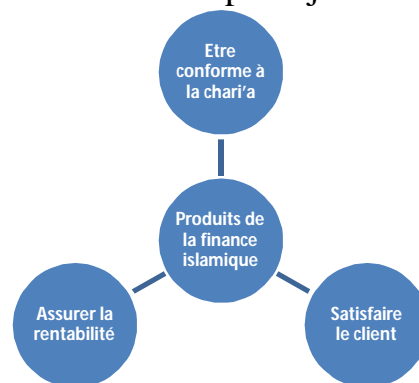 Etre
conforme à
la chari'a
Produits de
la finance
islamique
Assurer la
rentabilité
Satisfaire
le client